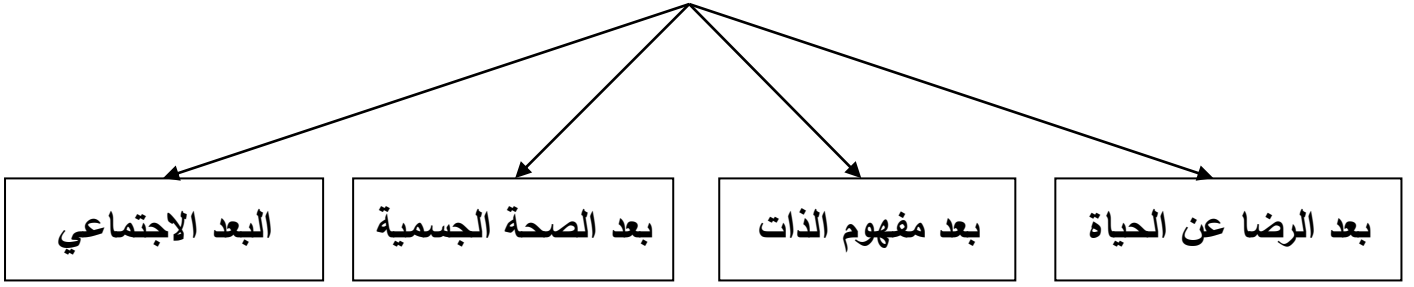 بعد الرضا عن الحياة
بعد مفهوم الذات
بعد الصحة الجسمية
البعد الاجتماعي